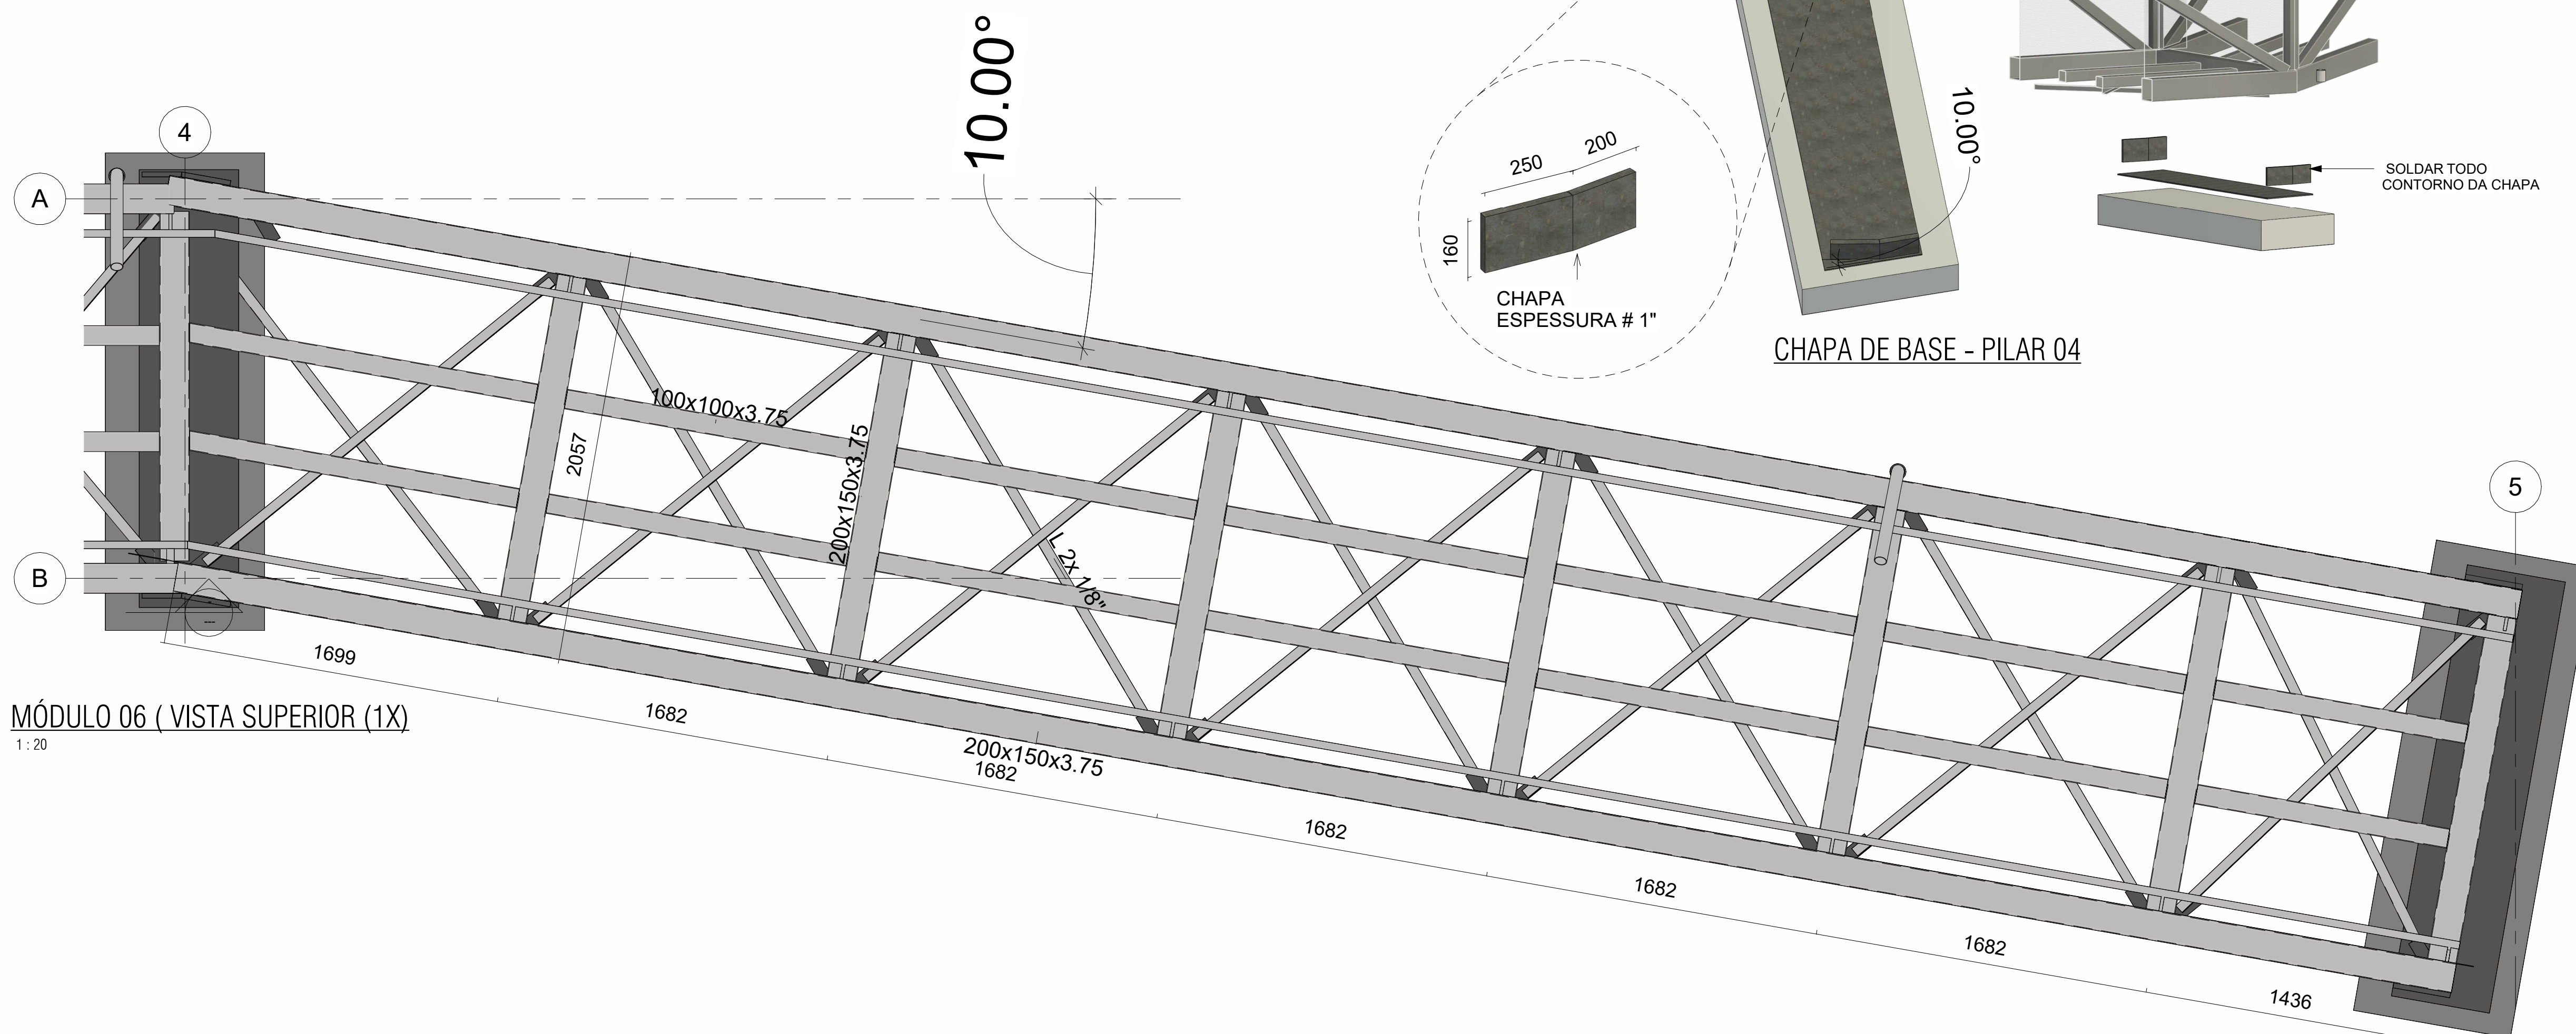 10.00°
4
A
B
5
100x100x3.75
2057
200x150x3.75
L 2x 1/8"
1699
1682
1682
200x150x3.75
1682
1682
1682
1436
---
MÓDULO 06 ( VISTA SUPERIOR (1X)
1 : 20
250
200
160
CHAPA
ESPESSURA # 1"
10.00°
CHAPA DE BASE - PILAR 04
SOLDAR TODO
CONTORNO DA CHAPA